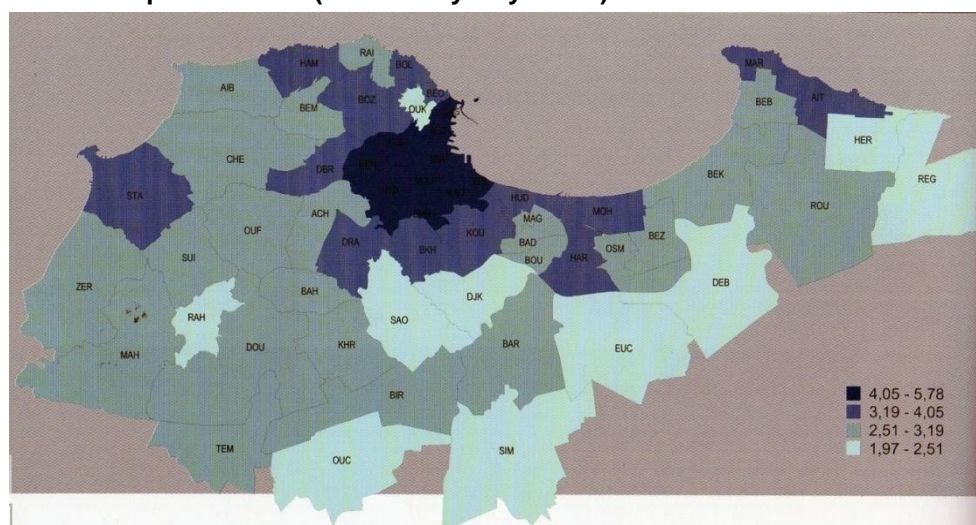 RAI
HAM
BOL
MAR
AIB
BEO
BOZ
BEM
OUK
BEB
AIT
HER
CHE
DBR
BEK
REG
STA
HUD
ROU
ACH
MAG
MOH
OUF
KOU
DRA
BKH
BAD
OSM
BEZ
BOU
HAR
SUI
ZER
BAH
DJK
DEB
RAH
SAO
MAH
DOU
KHR
BAR
EUC
BIR
TEM
OUC
SIM
4,05 - 5,78
3,19 - 4,05
2,51 - 3,19
1,97 - 2,51